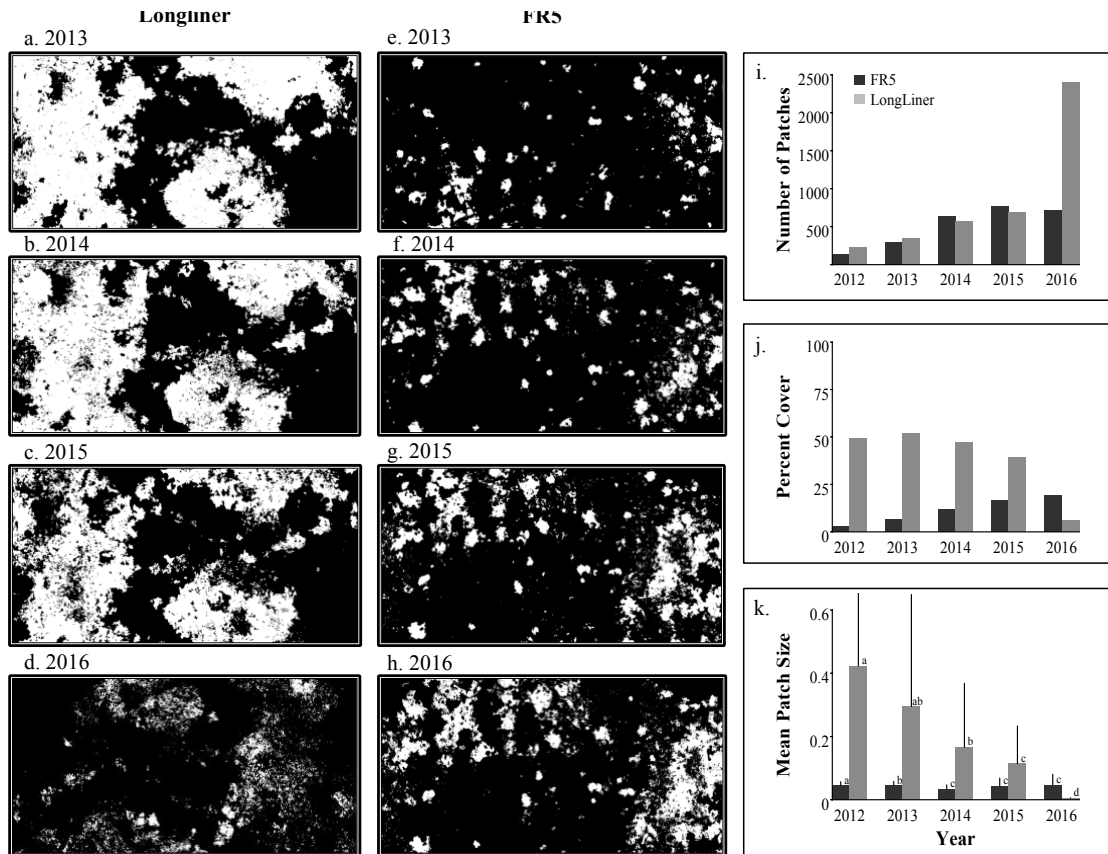 Longliner
FR5
a. 2013
b. 2014
c. 2015
d. 2016
e. 2013
f. 2014
g. 2015
h. 2016
i.
FR5
LongLiner
Number of Patches
2500
2500
1500
1000
500
2012 2013 2014 2015 2016
j.
Percent Cover
100
75
50
25
0
2012 2013 2014 2015 2016
k.
Mean Patch Size
0.6
0.4
0.2
0
a a b ab c b c c c d
2012 2013 2014 2015 2016
Year